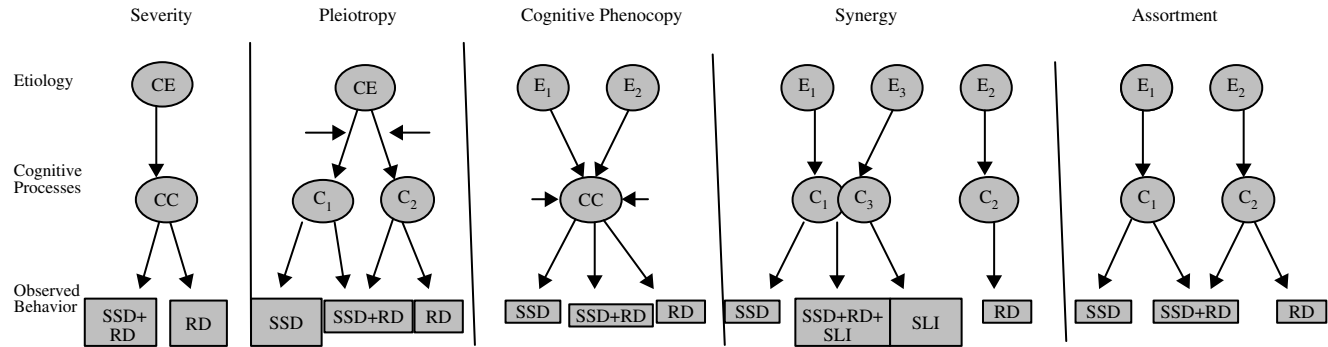 Severity Pleiotropy Cognitive Phenocopy Synergy Assortment
Etiology CE CE E1 E2 E1 E3 E2 E1 E2
Cognitive
Processes CC C1 C2 CC C1 C3 C2 C1 C2
Observed
Behavior
SSD+
RD
RD
SSD
SSD+RD
RD
SSD
SSD+RD
RD
SSD
SSD+RD+
SLI
SLI
RD
SSD
SSD+RD
RD